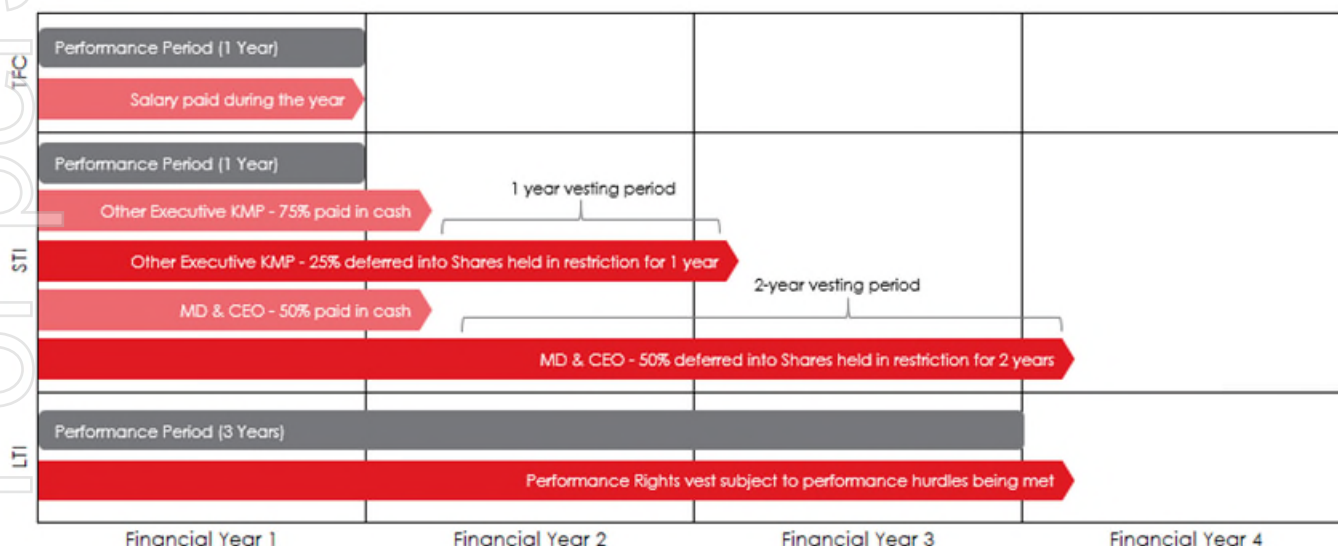 TFC
Performance Period (1 Year)
Salary paid during the year
STI
Performance Period (1 Year)
1 year vesting period
Other Executive KMP - 75% paid in cash
Other Executive KMP - 25% deferred into Shares held in restriction for 1 year
2-year vesting period
MD & CEO - 50% paid in cash
MD & CEO - 50% deferred into Shares held in restriction for 2 years
LTI
Performance Period (3 Years)
Performance Rights vest subject to performance hurdles being met
Financial Year 1
Financial Year 2
Financial Year 3
Financial Year 4